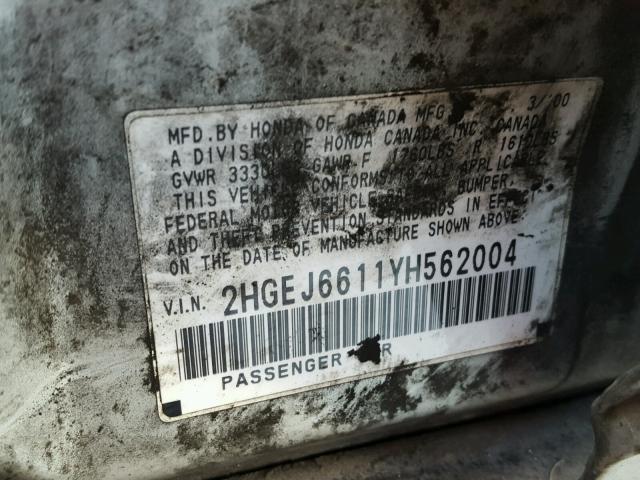 MFD. BY HONDA OF CANADA MFG., 3/00
A DIVISION OF HONDA CANADA INC., CANADA
GVWR GAWR F 1760LBS R
THIS VEHICLE CONFORMS TO ALL APPLICABLE
FEDERAL MOTOR VEHICLE BUMPER,
AND THEFT PREVENTION STANDARDS IN EFFECT
ON THE DATE OF MANUFACTURE SHOWN ABOVE.
V.I.N. 2HGEJ6611YH562004
PASSENGER